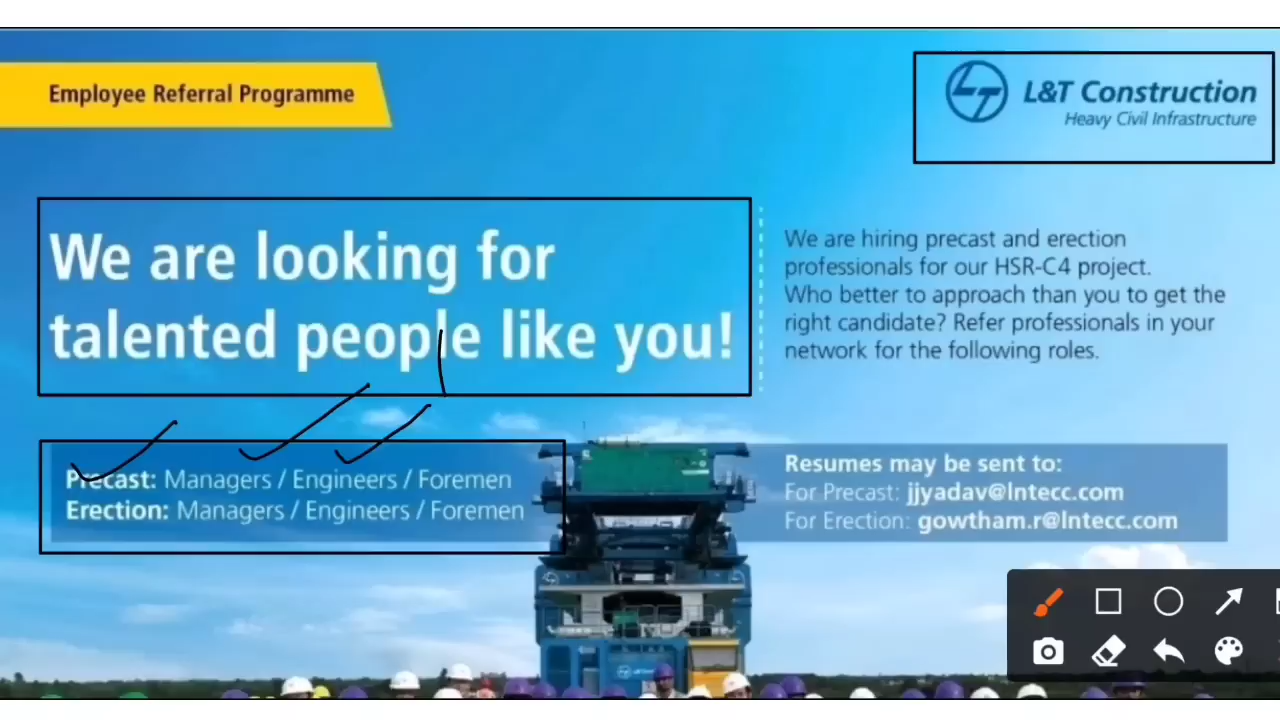 Employee Referral Programme
L&T Construction
Heavy Civil Infrastructure
We are looking for
talented people like you!
We are hiring precast and erection
professionals for our HSR-C4 project.
Who better to approach than you to get the
right candidate? Refer professionals in your
network for the following roles.
Precast: Managers / Engineers / Foremen
Erection: Managers / Engineers / Foremen
Resumes may be sent to:
For Precast: jjyadav@lntecc.com
For Erection: gowtham.r@lntecc.com